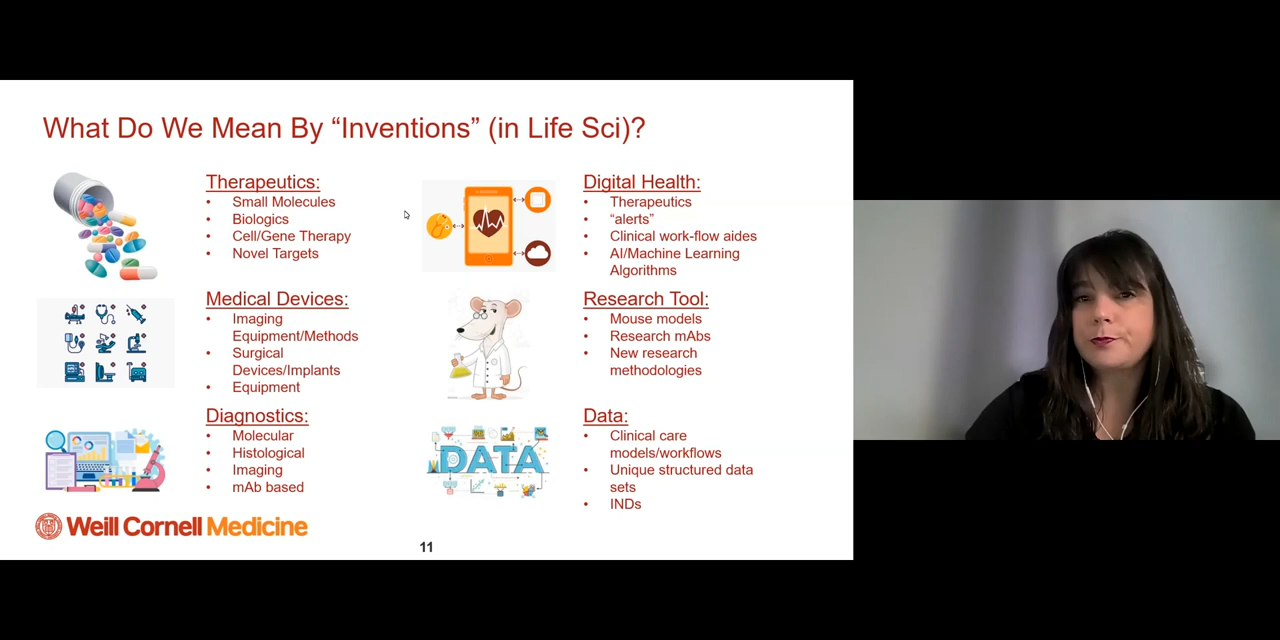 What Do We Mean By “Inventions” (in Life Sci)?
Therapeutics:
• Small Molecules
• Biologics
• Cell/Gene Therapy
• Novel Targets
Medical Devices:
• Imaging
Equipment/Methods
• Surgical
Devices/Implants
• Equipment
Diagnostics:
• Molecular
• Histological
• Imaging
• mAb based
Digital Health:
• Therapeutics
• “alerts”
• Clinical work-flow aides
• AI/Machine Learning
Algorithms
Research Tool:
• Mouse models
• Research mAbs
• New research
methodologies
DATA
Data:
• Clinical care
models/workflows
• Unique structured data
sets
• INDs
Weill Cornell Medicine
11